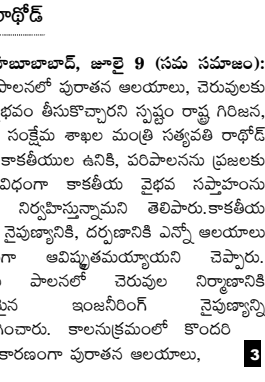 రాథోడ్
హబూబాబాద్, జూలై 9 (సమ సమాజం):
పాలనలో పురాతన ఆలయాలు, చెరువులకు
భవం తీసుకొచ్చారని స్పష్టం రాష్ట్ర గిరిజన,
సంక్షేమ శాఖల మంత్రి సత్యవతి రాథోడ్
కాకతీయుల ఉనికి, పరిపాలనను ప్రజలకు
విధంగా కాకతీయ వైభవ సప్తాహంను
నిర్వహిస్తున్నామని తెలిపారు.కాకతీయ
నైపుణ్యానికి, దర్పణానికి ఎన్నో ఆలయాలు
గా ఆవిష్కృతమయ్యాయని చెప్పారు.
పాలనలో చెరువుల నిర్మాణానికి
మైన ఇంజనీరింగ్ నైపుణ్యాన్ని
గించారు. కాలనుక్రమంలో కొందరి
కారణంగా పురాతన ఆలయాలు,
3